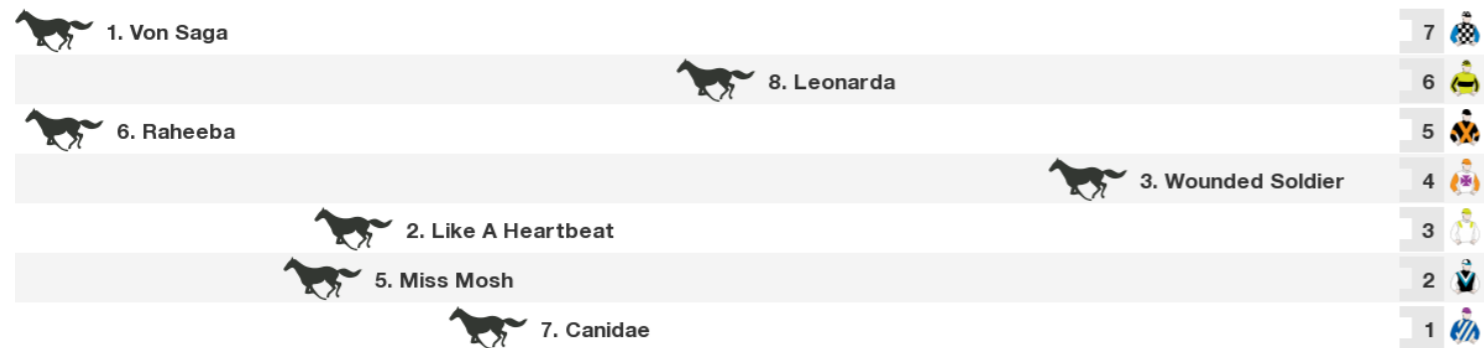 1. Von Saga 7
8. Leonarda 6
6. Raheeba 5
3. Wounded Soldier 4
2. Like A Heartbeat 3
5. Miss Mosh 2
7. Canidae 1